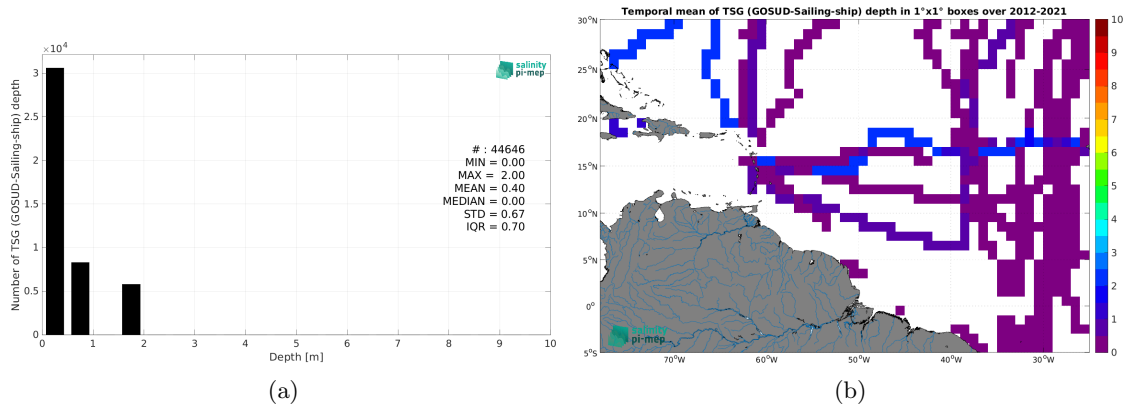 ×10⁴
3
2.5
2
1.5
1
0.5
0
Number of TSG (GOSUD-Sailing-ship) depth
salinity
pi-mep
# : 44646
MIN = 0.00
MAX = 2.00
MEAN = 0.40
MEDIAN = 0.00
STD = 0.67
IQR = 0.70
0 1 2 3 4 5 6 7 8 9 10
Depth [m]
(a)
Temporal mean of TSG (GOSUD-Sailing-ship) depth in 1°x1° boxes over 2012-2021
30°N
25°N
20°N
15°N
10°N
5°N
0°
5°S
70°W 60°W 50°W 40°W 30°W
salinity
pi-mep
10
9
8
7
6
5
4
3
2
1
0
(b)